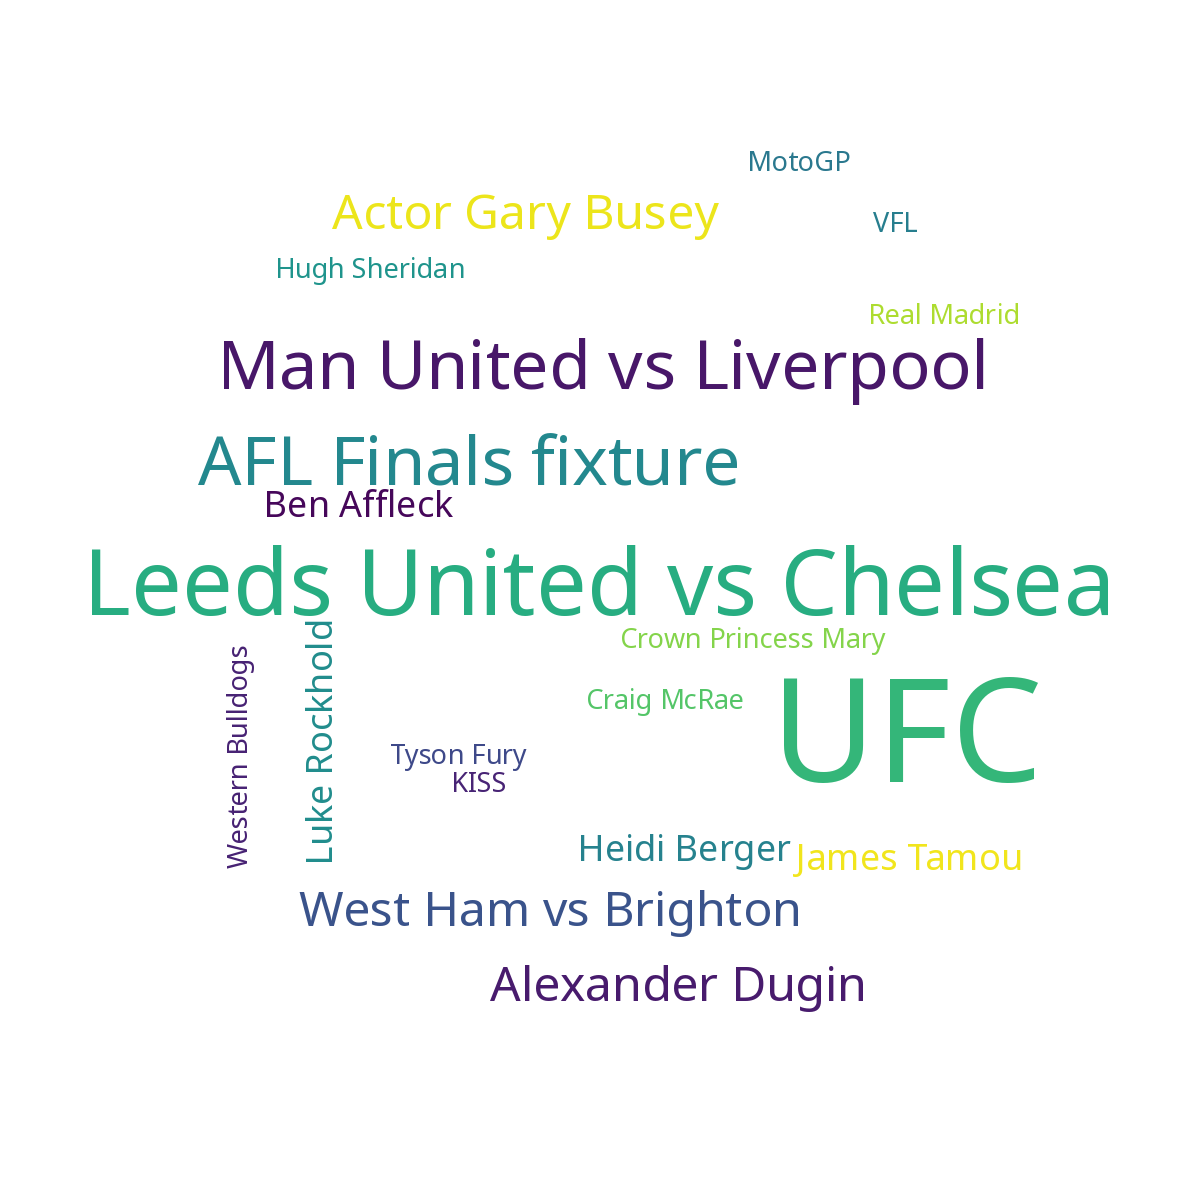 MotoGP
Actor Gary Busey
VFL
Hugh Sheridan
Real Madrid
Man United vs Liverpool
AFL Finals fixture
Ben Affleck
Leeds United vs Chelsea
Crown Princess Mary
Western Bulldogs
Luke Rockhold
Craig McRae
UFC
Tyson Fury
KISS
Heidi Berger
James Tamou
West Ham vs Brighton
Alexander Dugin